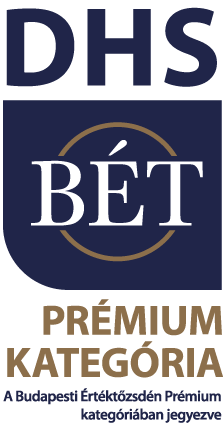 DHS
BÉT
PRÉMIUM
KATEGÓRIA
A Budapesti Értéktőzsdén Prémium
kategóriában jegyezve